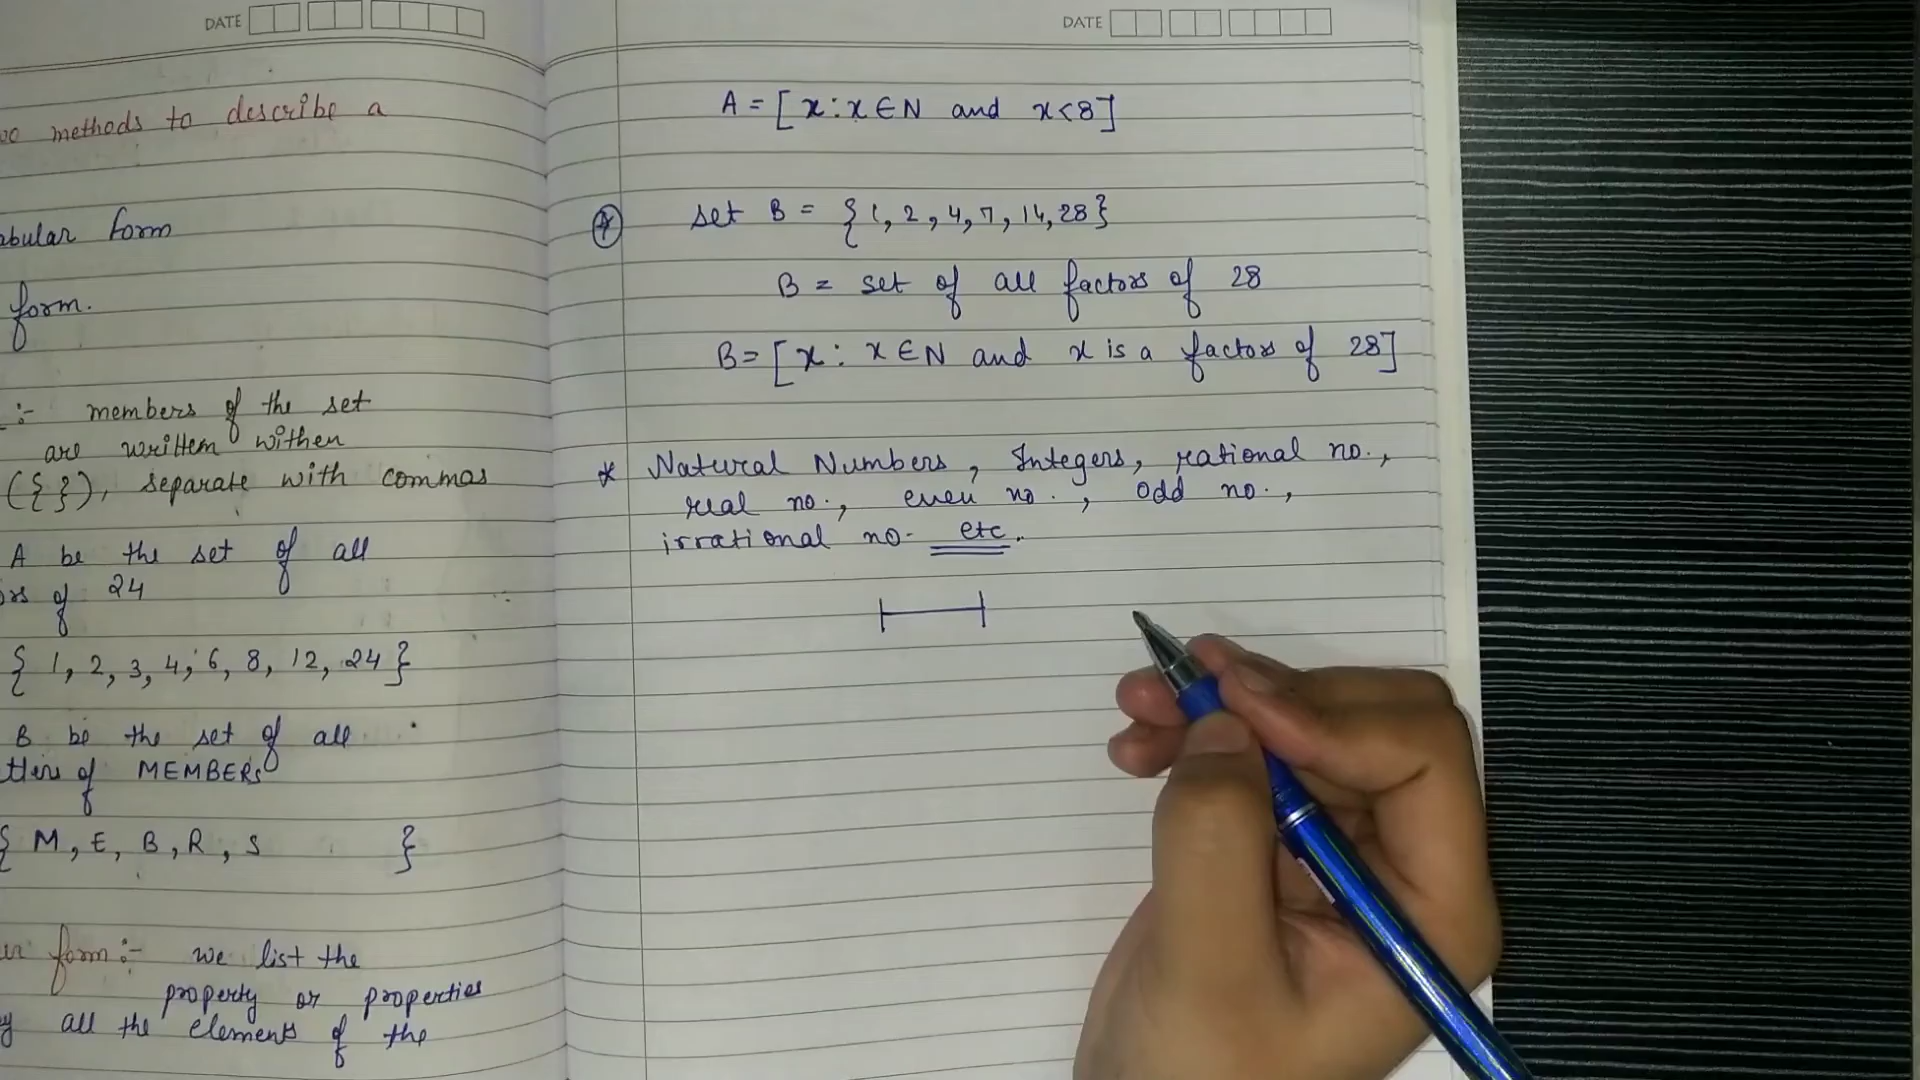 DATE
methods to describe a
form
form.
:- members of the set
are written withen
({ }), separate with commas
A be the set of all
of 24
{ 1, 2, 3, 4, 6, 8, 12, 24 }
B be the set of all
of MEMBERS
{ M, E, B, R, S }
form :- we list the
property or properties
all the elements of the
DATE
A = [ x : x ∈ N and x < 8 ]
set B = { 1, 2, 4, 7, 14, 28 }
B = set of all factors of 28
B = [ x : x ∈ N and x is a factor of 28 ]
* Natural Numbers, Integers, rational no.,
real no., even no., Odd no.,
irrational no. etc.